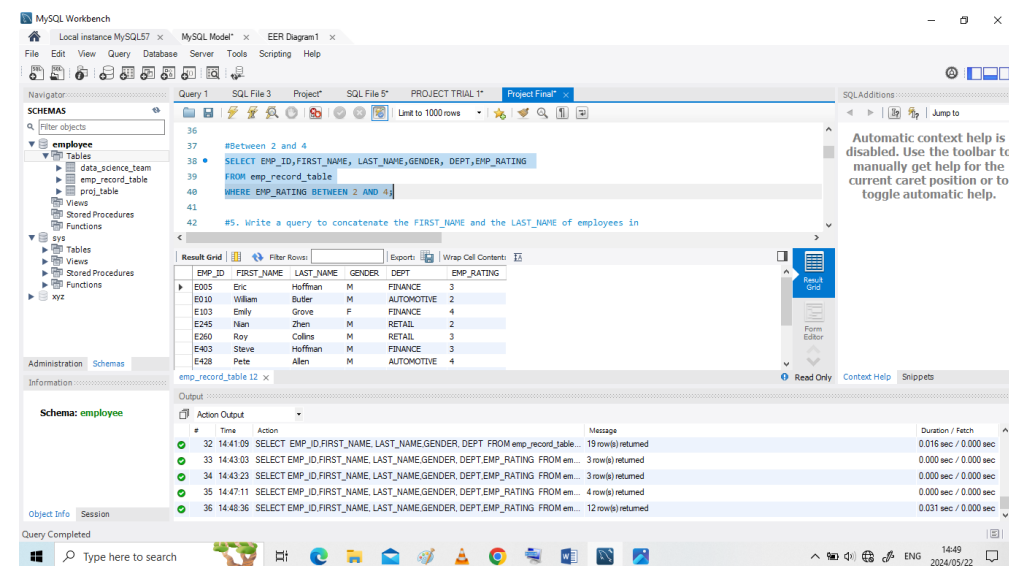 MySQL Workbench
Local instance MySQL57 × MySQL Model* × EER Diagram1 ×
File Edit View Query Database Server Tools Scripting Help
Navigator
SCHEMAS
Filter objects
employee
Tables
data_science_team
emp_record_table
proj_table
Views
Stored Procedures
Functions
sys
Tables
Views
Stored Procedures
Functions
xyz
Administration Schemas
Information
Schema: employee
Object Info Session
Query 1 SQL File 3 Project* SQL File 5* PROJECT TRIAL 1* Project Final* ×
Limit to 1000 rows
36
37 #Between 2 and 4
38 SELECT EMP_ID,FIRST_NAME, LAST_NAME,GENDER, DEPT,EMP_RATING
39 FROM emp_record_table
40 WHERE EMP_RATING BETWEEN 2 AND 4;
41
42 #5. Write a query to concatenate the FIRST_NAME and the LAST_NAME of employees in
Result Grid Filter Rows: Export: Wrap Cell Content:
EMP_ID FIRST_NAME LAST_NAME GENDER DEPT EMP_RATING
E005 Eric Hoffman M FINANCE 3
E010 William Butler M AUTOMOTIVE 2
E103 Emily Grove F FINANCE 4
E245 Nian Zhen M RETAIL 2
E260 Roy Collins M RETAIL 3
E403 Steve Hoffman M FINANCE 3
E428 Pete Allen M AUTOMOTIVE 4
Result Grid
Form Editor
emp_record_table 12 ×
Read Only
SQLAdditions
Jump to
Automatic context help is
disabled. Use the toolbar to
manually get help for the
current caret position or to
toggle automatic help.
Context Help Snippets
Output
Action Output
# Time Action Message Duration / Fetch
32 14:41:09 SELECT EMP_ID,FIRST_NAME, LAST_NAME,GENDER, DEPT FROM emp_record_table... 19 row(s) returned 0.016 sec / 0.000 sec
33 14:43:03 SELECT EMP_ID,FIRST_NAME, LAST_NAME,GENDER, DEPT,EMP_RATING FROM em... 3 row(s) returned 0.000 sec / 0.000 sec
34 14:43:23 SELECT EMP_ID,FIRST_NAME, LAST_NAME,GENDER, DEPT,EMP_RATING FROM em... 3 row(s) returned 0.000 sec / 0.000 sec
35 14:47:11 SELECT EMP_ID,FIRST_NAME, LAST_NAME,GENDER, DEPT,EMP_RATING FROM em... 4 row(s) returned 0.000 sec / 0.000 sec
36 14:48:36 SELECT EMP_ID,FIRST_NAME, LAST_NAME,GENDER, DEPT,EMP_RATING FROM em... 12 row(s) returned 0.031 sec / 0.000 sec
Query Completed
Type here to search
ENG
14:49
2024/05/22